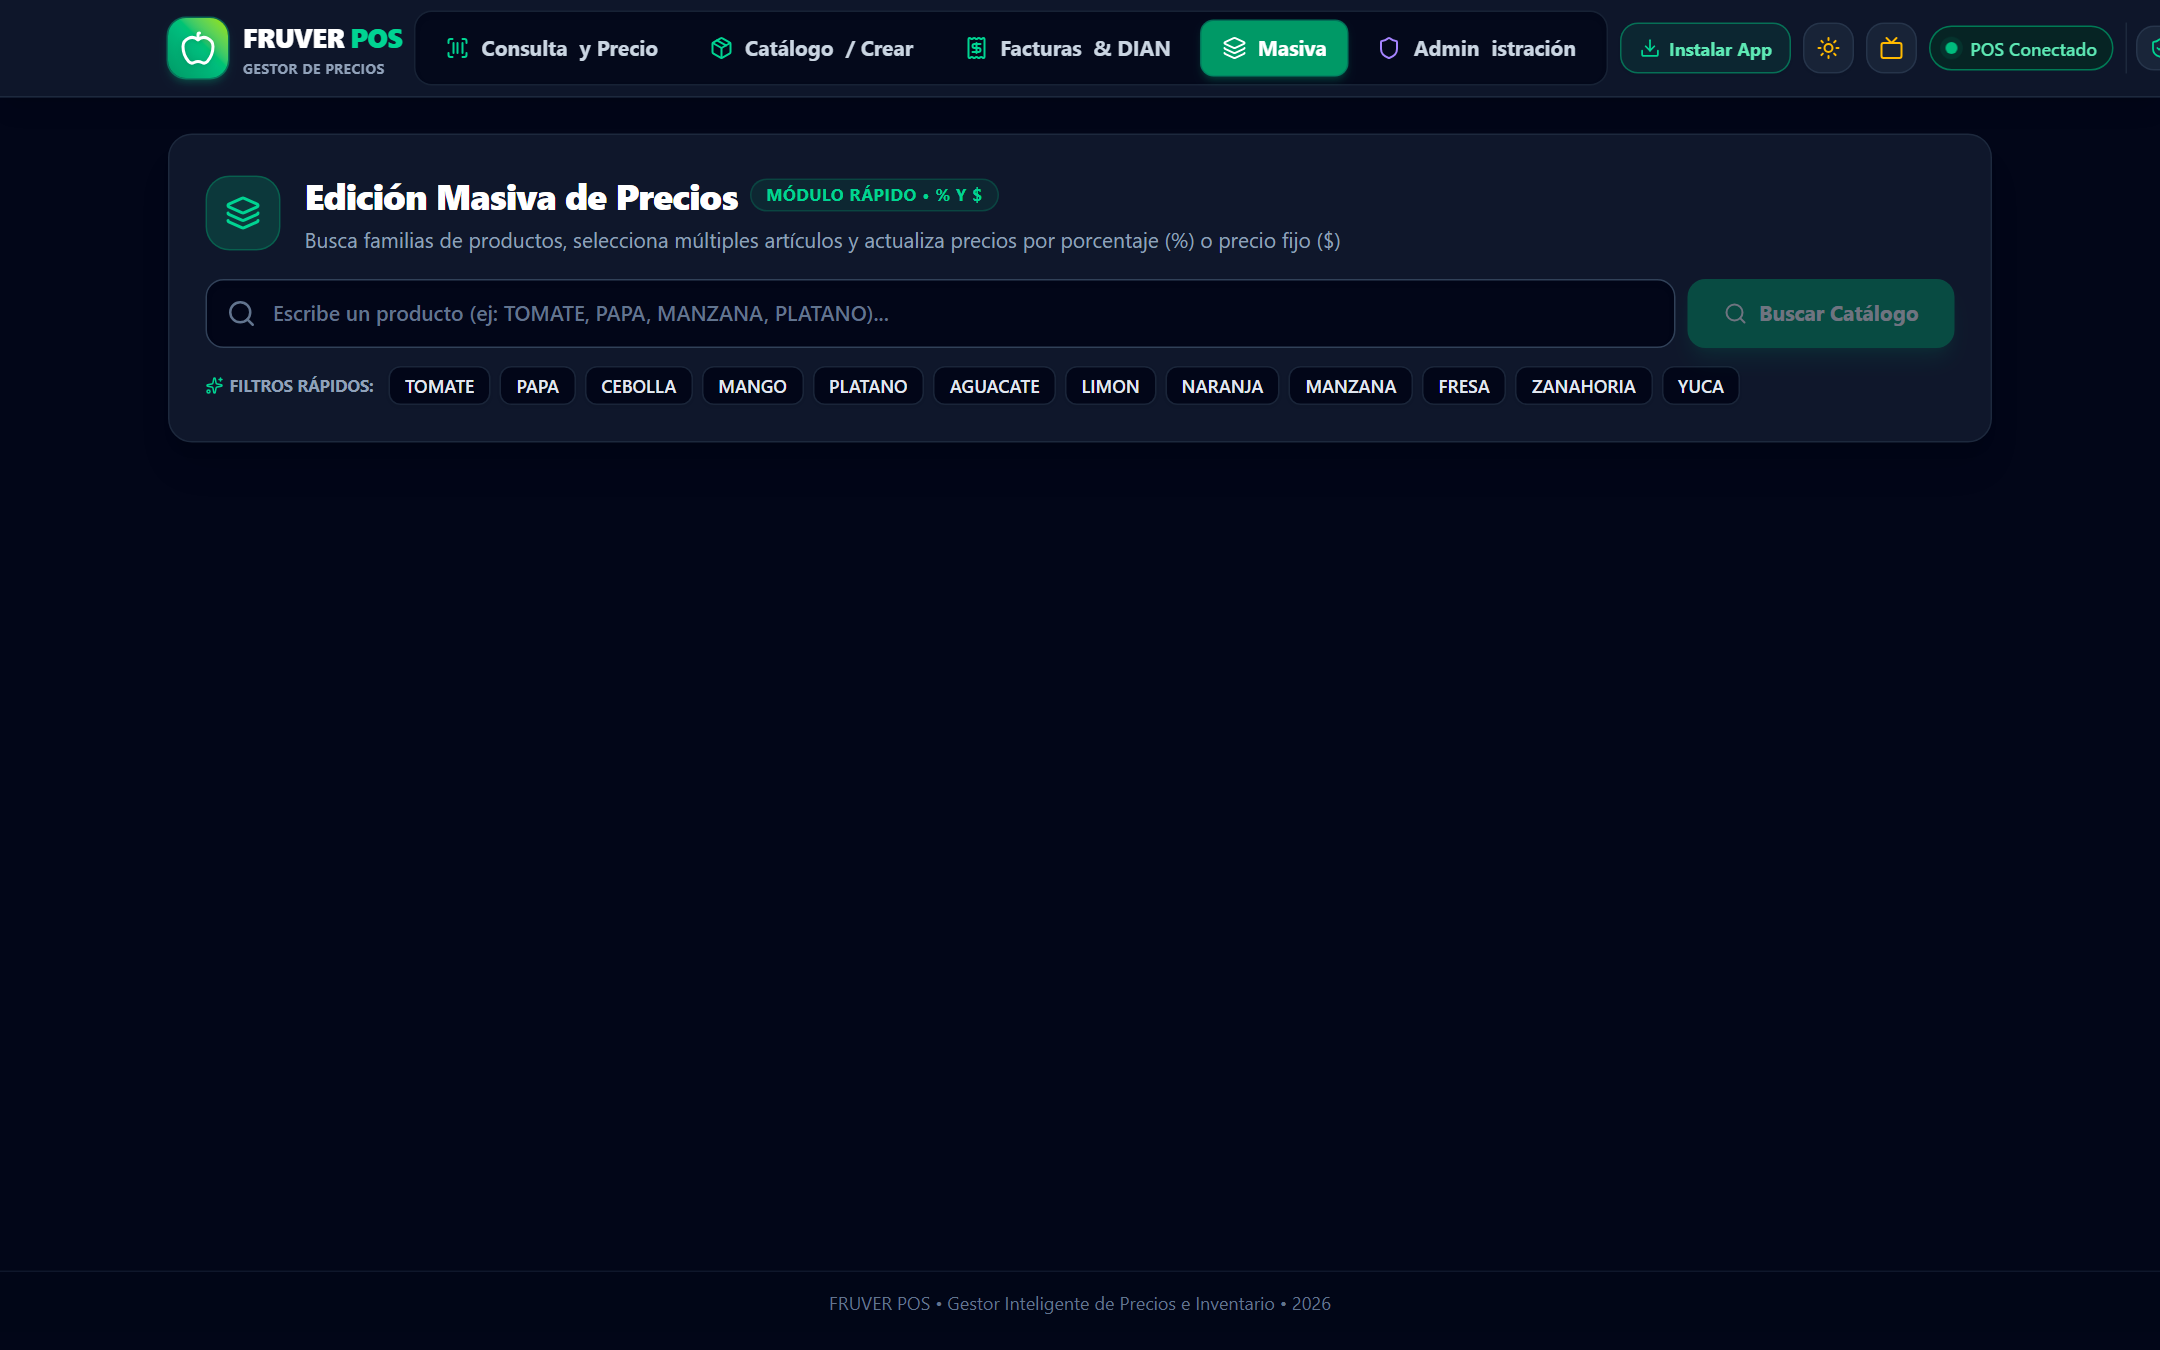 FRUVER POS
GESTOR DE PRECIOS
Consulta y Precio
Catálogo / Crear
Facturas & DIAN
Masiva
Admin istración
Instalar App
POS Conectado
Edición Masiva de Precios
MÓDULO RÁPIDO • % Y $
Busca familias de productos, selecciona múltiples artículos y actualiza precios por porcentaje (%) o precio fijo ($)
Escribe un producto (ej: TOMATE, PAPA, MANZANA, PLATANO)...
Buscar Catálogo
FILTROS RÁPIDOS:
TOMATE
PAPA
CEBOLLA
MANGO
PLATANO
AGUACATE
LIMON
NARANJA
MANZANA
FRESA
ZANAHORIA
YUCA
FRUVER POS • Gestor Inteligente de Precios e Inventario • 2026